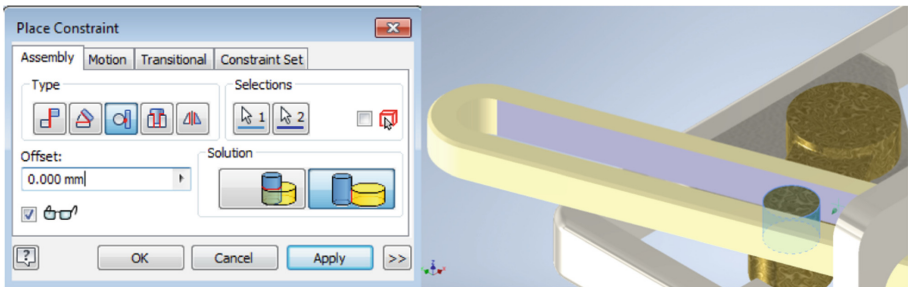 Place Constraint
Assembly Motion Transitional Constraint Set
Type
Selections
1 2
Offset:
Solution
0.000 mm
?
OK Cancel Apply >>